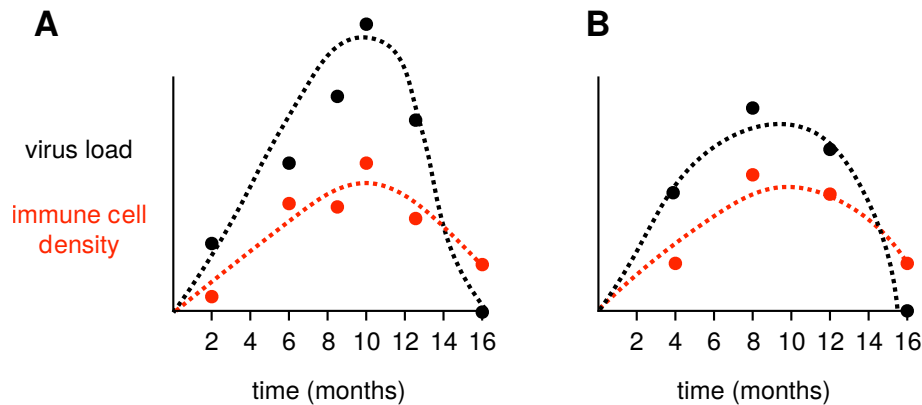 A
B
virus load
immune cell
density
2 4 6 8 10 12 14 16
2 4 6 8 10 12 14 16
time (months)
time (months)